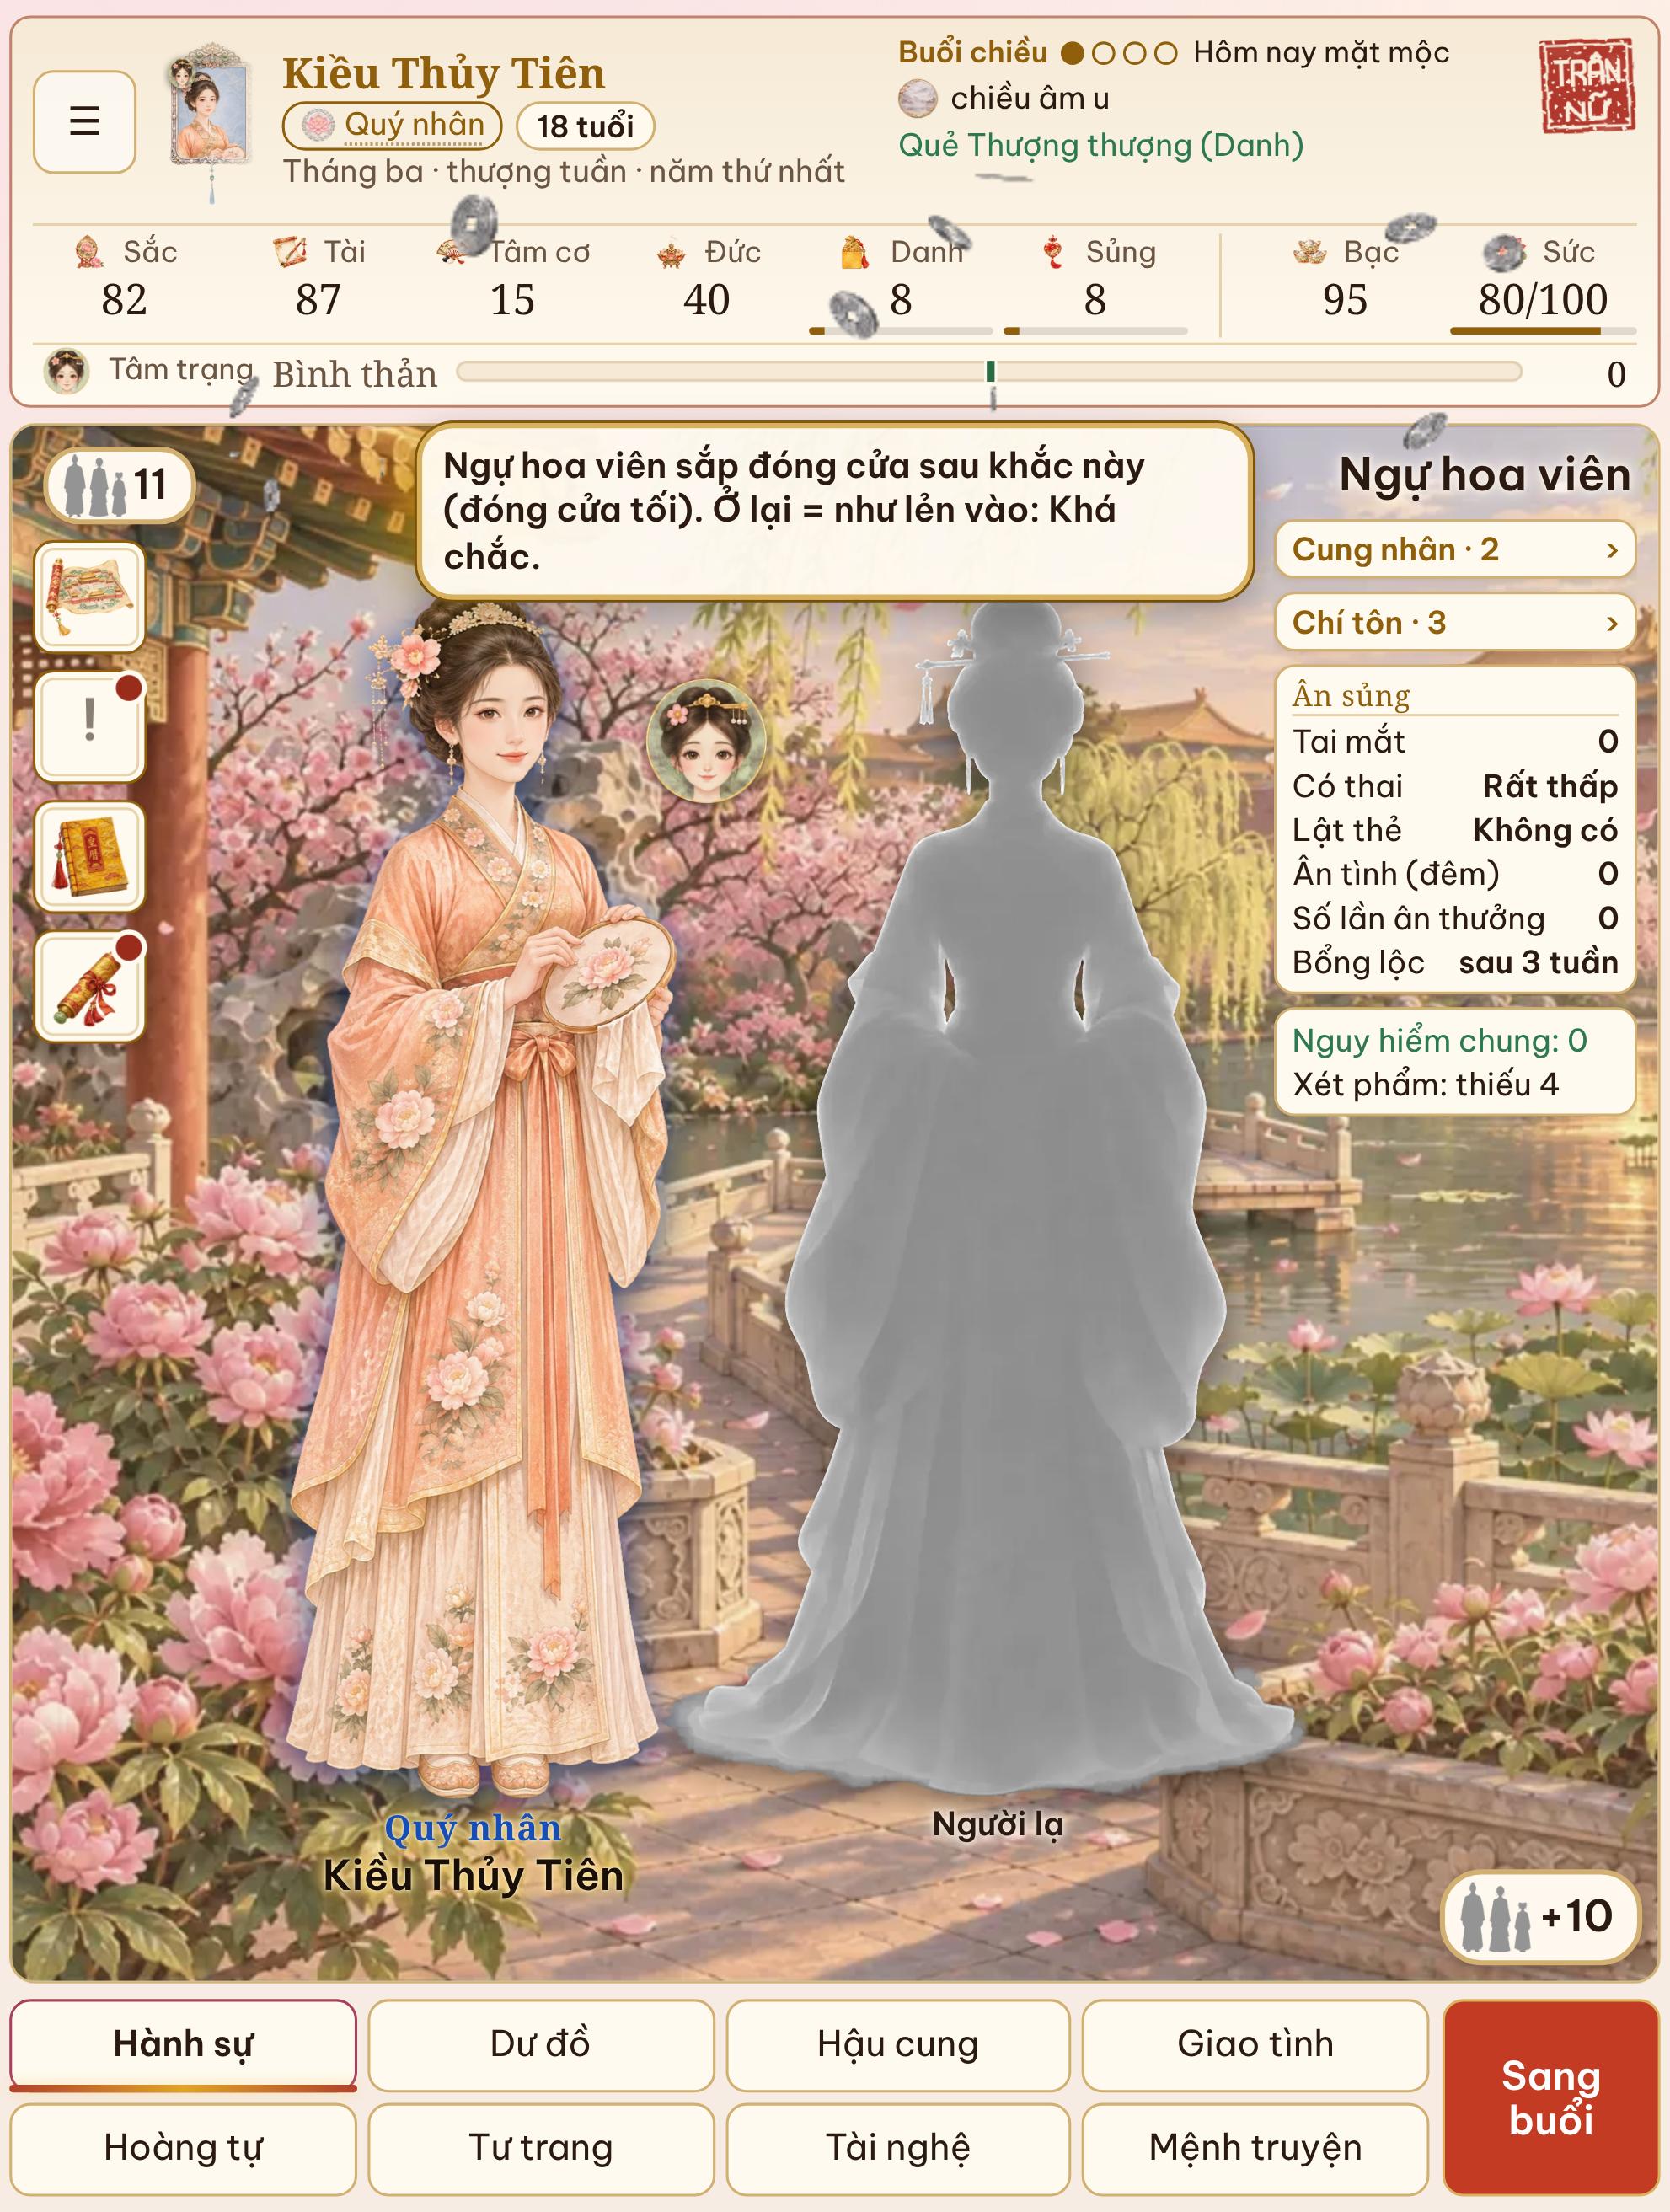 ☰
Kiều Thủy Tiên
Quý nhân
18 tuổi
Tháng ba · thượng tuần · năm thứ nhất
Buổi chiều
Hôm nay mặt mộc
chiều âm u
Quẻ Thượng thượng (Danh)
TRÂN
NỮ
Sắc
82
Tài
87
Tâm cơ
15
Đức
40
Danh
8
Sủng
8
Bạc
95
Sức
80/100
Tâm trạng
Bình thản
0
11
Ngự hoa viên sắp đóng cửa sau khắc này
(đóng cửa tối). Ở lại = như lẻn vào: Khá
chắc.
!
皇曆
Ngự hoa viên
Cung nhân · 2 ›
Chí tôn · 3 ›
Ân sủng
Tai mắt 0
Có thai Rất thấp
Lật thẻ Không có
Ân tình (đêm) 0
Số lần ân thưởng 0
Bổng lộc sau 3 tuần
Nguy hiểm chung: 0
Xét phẩm: thiếu 4
Quý nhân
Kiều Thủy Tiên
Người lạ
+10
Hành sự
Dư đồ
Hậu cung
Giao tình
Sang
buổi
Hoàng tự
Tư trang
Tài nghệ
Mệnh truyện